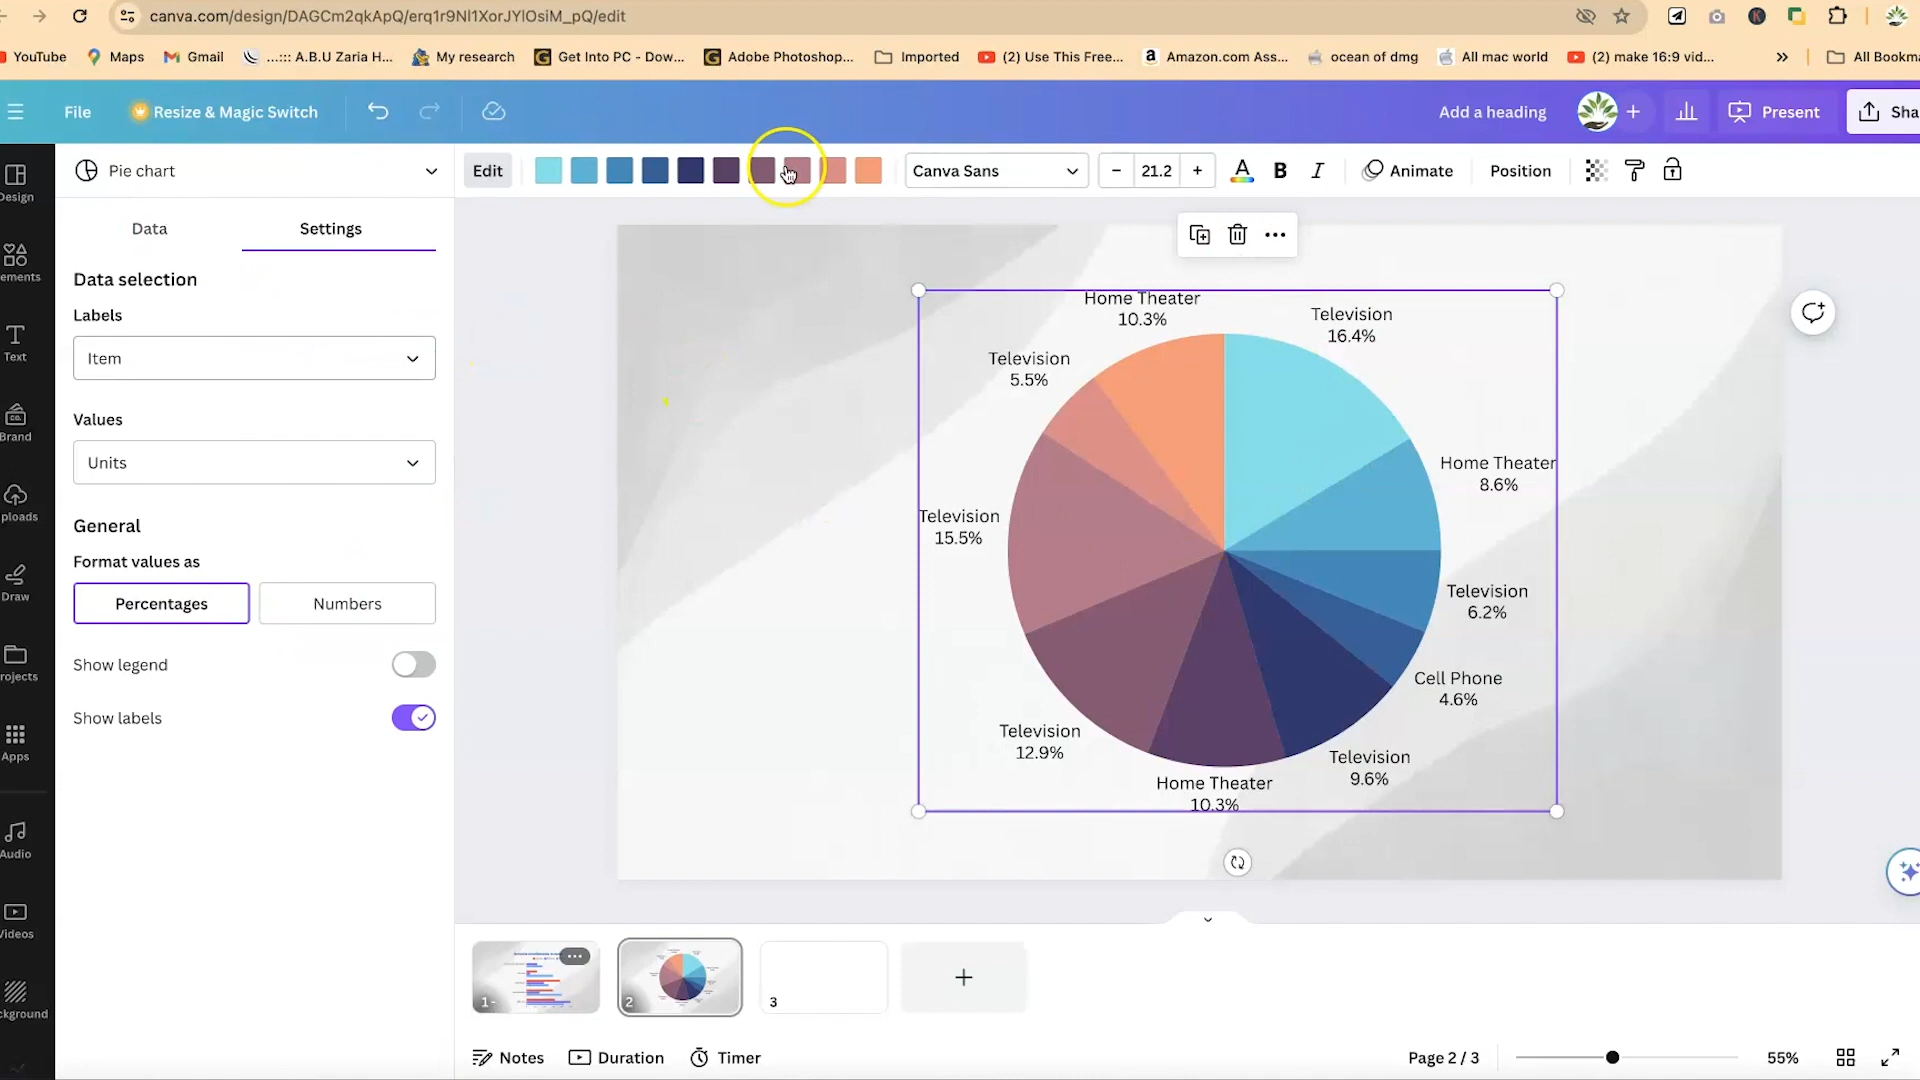 canva.com/design/DAGCm2qkApQ/erq1r9Nl1XorJYlOsiM_pQ/edit
YouTube Maps Gmail ...::: A.B.U Zaria H... My research Get Into PC - Dow... Adobe Photoshop... Imported (2) Use This Free... Amazon.com Ass... ocean of dmg All mac world (2) make 16:9 vid... » All Bookma
File Resize & Magic Switch Add a heading + Present Sha
Pie chart Edit Canva Sans − 21.2 + A B I Animate Position
Design
ements
Text
Brand
ploads
Draw
rojects
Apps
Audio
Videos
ckground
Data Settings
Data selection
Labels
Item
Values
Units
General
Format values as
Percentages Numbers
Show legend
Show labels
Home Theater
10.3%
Television
16.4%
Television
5.5%
Home Theater
8.6%
Television
15.5%
Television
6.2%
Cell Phone
4.6%
Television
12.9%
Television
9.6%
Home Theater
10.3%
1 2 3 +
Notes Duration Timer Page 2 / 3 55%